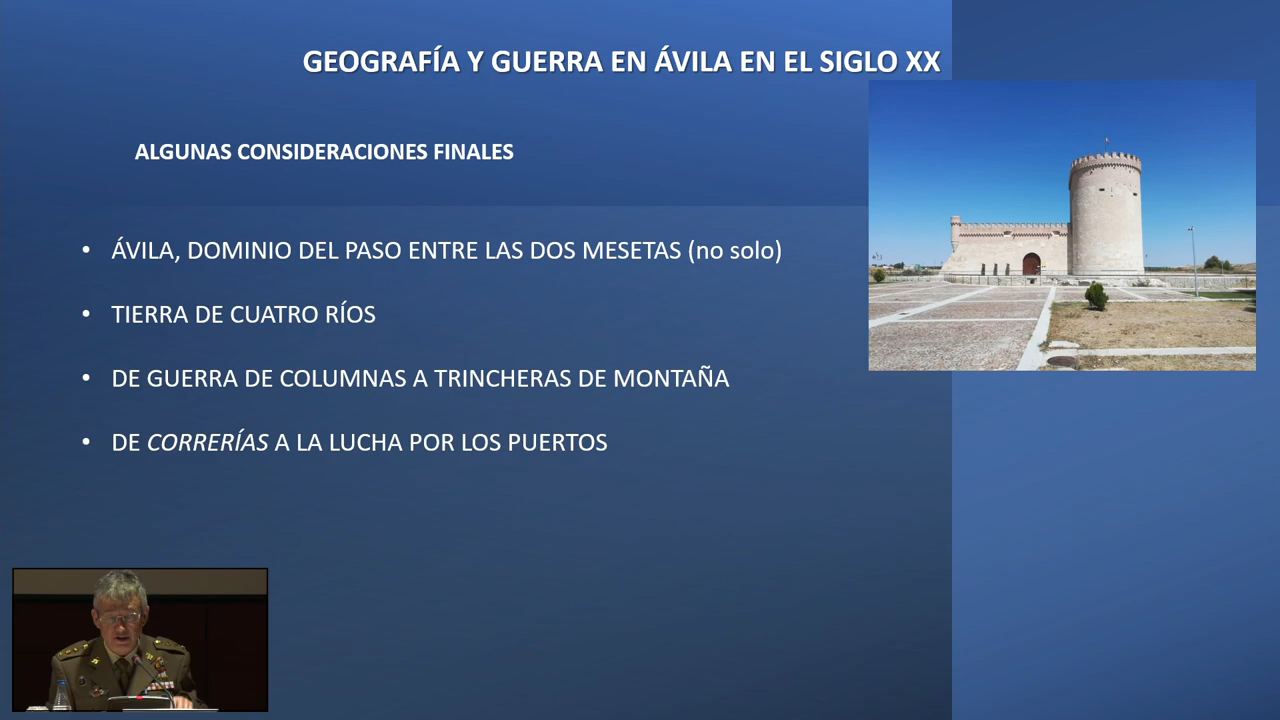 GEOGRAFÍA Y GUERRA EN ÁVILA EN EL SIGLO XX
ALGUNAS CONSIDERACIONES FINALES
• ÁVILA, DOMINIO DEL PASO ENTRE LAS DOS MESETAS (no solo)
• TIERRA DE CUATRO RÍOS
• DE GUERRA DE COLUMNAS A TRINCHERAS DE MONTAÑA
• DE CORRERÍAS A LA LUCHA POR LOS PUERTOS